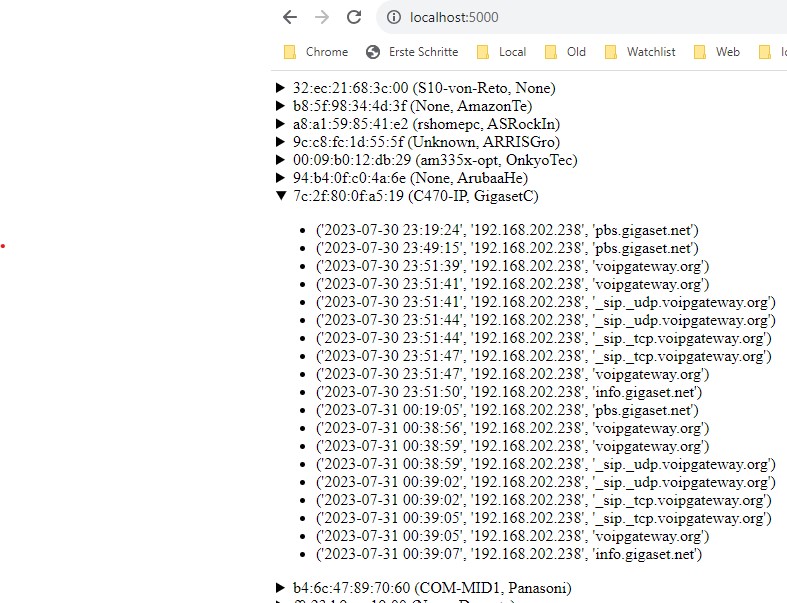 localhost:5000
Chrome Erste Schritte Local Old Watchlist Web
32:ec:21:68:3c:00 (S10-von-Reto, None)
b8:5f:98:34:4d:3f (None, AmazonTe)
a8:a1:59:85:41:e2 (rshomepc, ASRockIn)
9c:c8:fc:1d:55:5f (Unknown, ARRISGro)
00:09:b0:12:db:29 (am335x-opt, OnkyoTec)
94:b4:0f:c0:4a:6e (None, ArubaaHe)
7c:2f:80:0f:a5:19 (C470-IP, GigasetC)
('2023-07-30 23:19:24', '192.168.202.238', 'pbs.gigaset.net')
('2023-07-30 23:49:15', '192.168.202.238', 'pbs.gigaset.net')
('2023-07-30 23:51:39', '192.168.202.238', 'voipgateway.org')
('2023-07-30 23:51:41', '192.168.202.238', 'voipgateway.org')
('2023-07-30 23:51:41', '192.168.202.238', '_sip._udp.voipgateway.org')
('2023-07-30 23:51:44', '192.168.202.238', '_sip._udp.voipgateway.org')
('2023-07-30 23:51:44', '192.168.202.238', '_sip._tcp.voipgateway.org')
('2023-07-30 23:51:47', '192.168.202.238', '_sip._tcp.voipgateway.org')
('2023-07-30 23:51:47', '192.168.202.238', 'voipgateway.org')
('2023-07-30 23:51:50', '192.168.202.238', 'info.gigaset.net')
('2023-07-31 00:19:05', '192.168.202.238', 'pbs.gigaset.net')
('2023-07-31 00:38:56', '192.168.202.238', 'voipgateway.org')
('2023-07-31 00:38:59', '192.168.202.238', 'voipgateway.org')
('2023-07-31 00:38:59', '192.168.202.238', '_sip._udp.voipgateway.org')
('2023-07-31 00:39:02', '192.168.202.238', '_sip._udp.voipgateway.org')
('2023-07-31 00:39:02', '192.168.202.238', '_sip._tcp.voipgateway.org')
('2023-07-31 00:39:05', '192.168.202.238', '_sip._tcp.voipgateway.org')
('2023-07-31 00:39:05', '192.168.202.238', 'voipgateway.org')
('2023-07-31 00:39:07', '192.168.202.238', 'info.gigaset.net')
b4:6c:47:89:70:60 (COM-MID1, Panasoni)